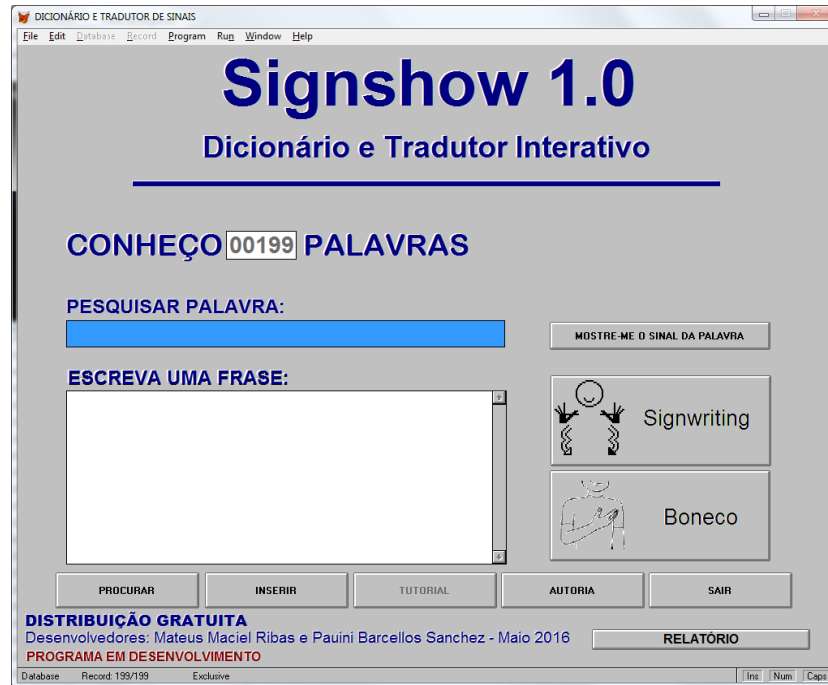 DICIONÁRIO E TRADUTOR DE SINAIS
File Edit Database Record Program Run Window Help
Signshow 1.0
Dicionário e Tradutor Interativo
CONHEÇO 00199 PALAVRAS
PESQUISAR PALAVRA:
MOSTRE-ME O SINAL DA PALAVRA
ESCREVA UMA FRASE:
Signwriting
Boneco
PROCURAR INSERIR TUTORIAL AUTORIA SAIR
DISTRIBUIÇÃO GRATUITA
Desenvolvedores: Mateus Maciel Ribas e Pauini Barcellos Sanchez - Maio 2016
RELATÓRIO
PROGRAMA EM DESENVOLVIMENTO
Database Record: 199/199 Exclusive Ins Num Caps